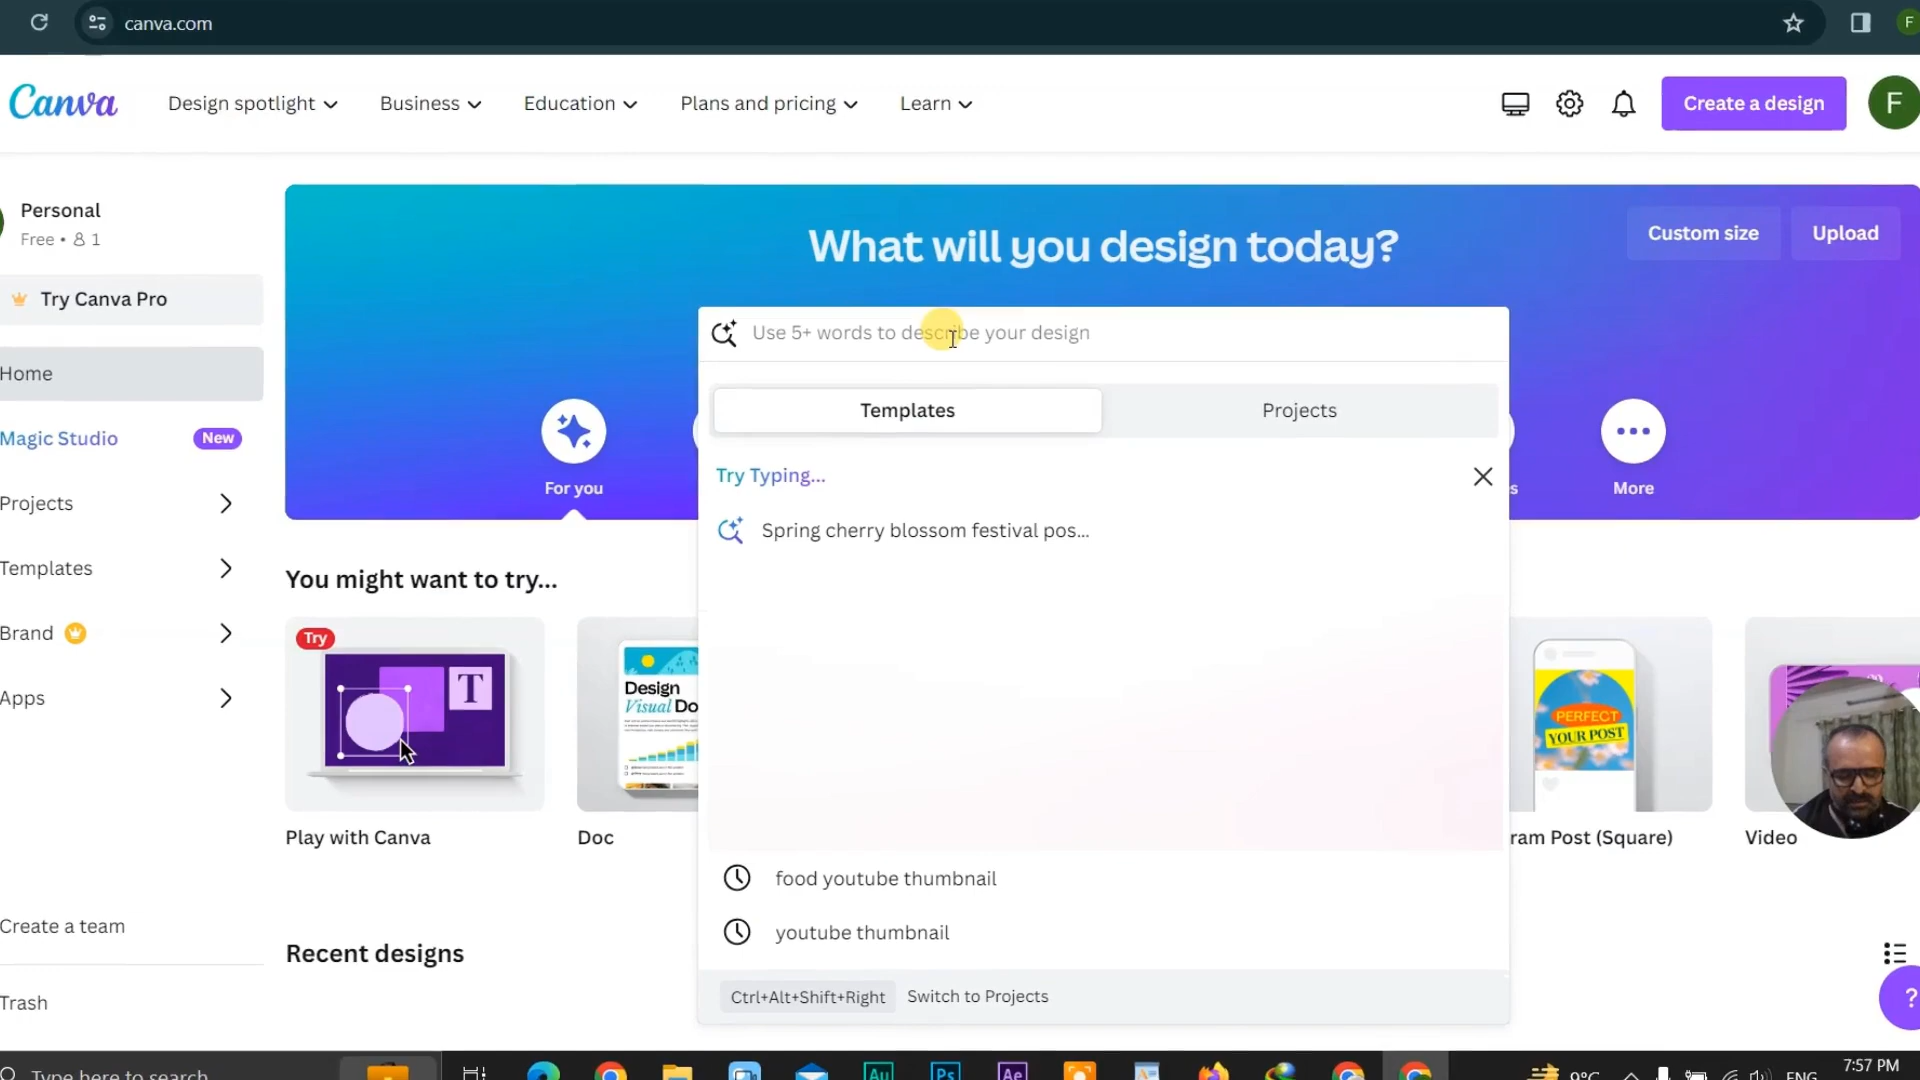 canva.com
F
Canva
Design spotlight
Business
Education
Plans and pricing
Learn
Create a design
F
Personal
Free • 1
Try Canva Pro
Home
Magic Studio
New
Projects
Templates
Brand
Apps
Create a team
Trash
What will you design today?
Custom size
Upload
Use 5+ words to describe your design
Templates
Projects
Try Typing...
Spring cherry blossom festival pos...
food youtube thumbnail
youtube thumbnail
Ctrl+Alt+Shift+Right
Switch to Projects
For you
s
More
You might want to try...
Try
T
Play with Canva
Design
Visual Do
Doc
PERFECT
YOUR POST
ram Post (Square)
Video
Recent designs
?
Type here to search
Au
Ps
Ae
9°C
ENG
7:57 PM